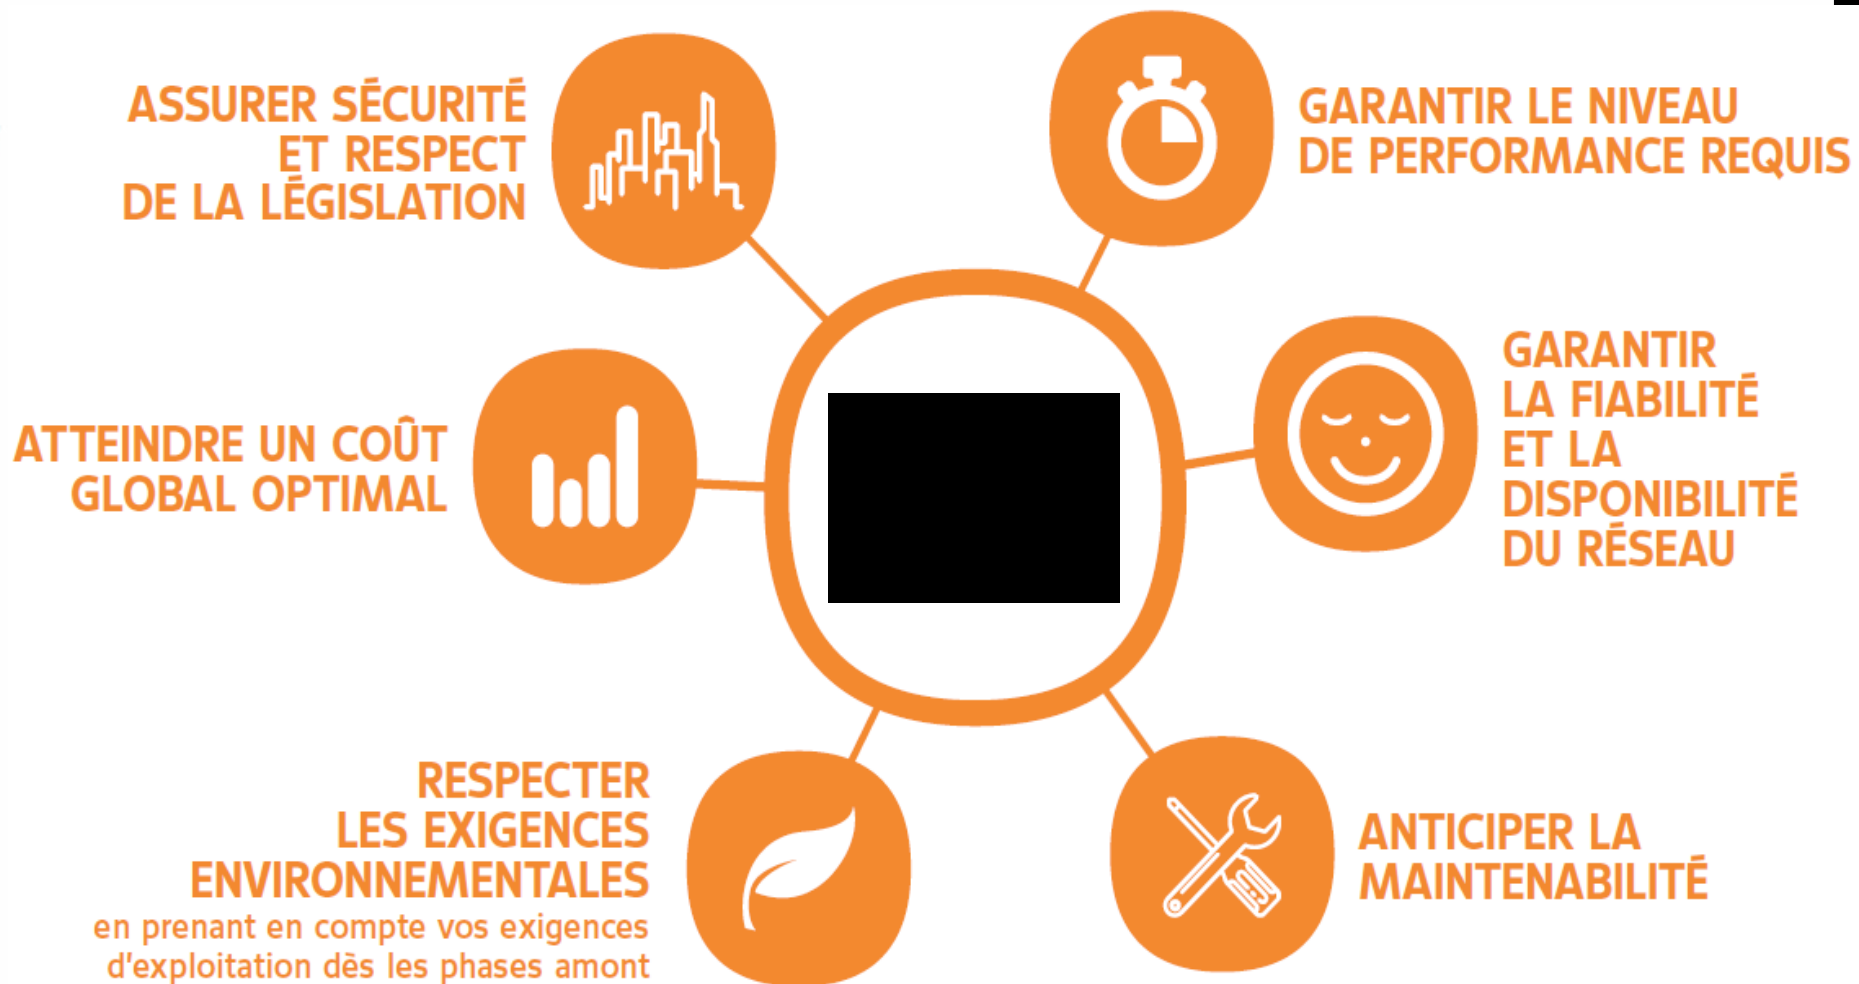 ASSURER SÉCURITÉ
ET RESPECT
DE LA LÉGISLATION
GARANTIR LE NIVEAU
DE PERFORMANCE REQUIS
ATTEINDRE UN COÛT
GLOBAL OPTIMAL
GARANTIR
LA FIABILITÉ
ET LA
DISPONIBILITÉ
DU RÉSEAU
RESPECTER
LES EXIGENCES
ENVIRONNEMENTALES
en prenant en compte vos exigences
d'exploitation dès les phases amont
ANTICIPER LA
MAINTENABILITÉ